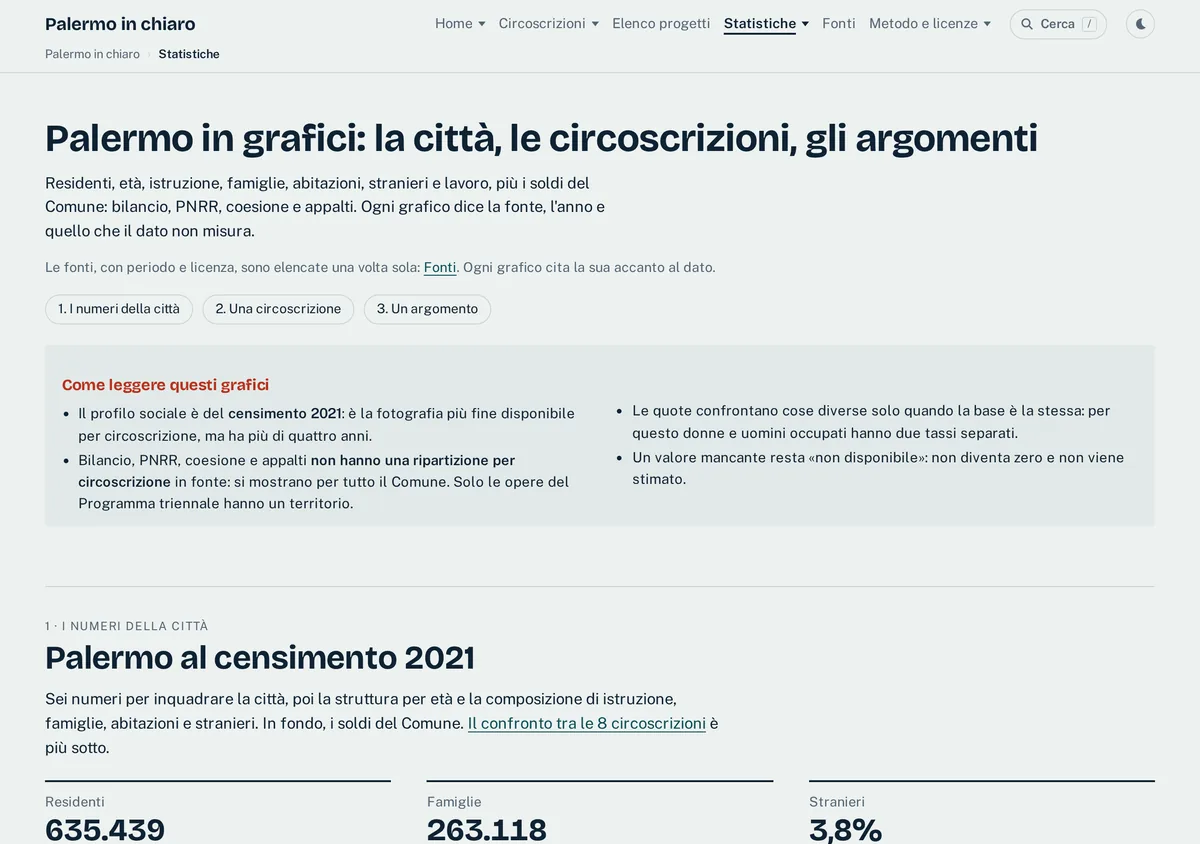 Palermo in chiaro
Home
Circoscrizioni
Elenco progetti
Statistiche
Fonti
Metodo e licenze
Cerca /
Palermo in chiaro › Statistiche
Palermo in grafici: la città, le circoscrizioni, gli argomenti
Residenti, età, istruzione, famiglie, abitazioni, stranieri e lavoro, più i soldi del
Comune: bilancio, PNRR, coesione e appalti. Ogni grafico dice la fonte, l'anno e
quello che il dato non misura.
Le fonti, con periodo e licenza, sono elencate una volta sola: Fonti. Ogni grafico cita la sua accanto al dato.
1. I numeri della città
2. Una circoscrizione
3. Un argomento
Come leggere questi grafici
• Il profilo sociale è del censimento 2021: è la fotografia più fine disponibile
per circoscrizione, ma ha più di quattro anni.
• Bilancio, PNRR, coesione e appalti non hanno una ripartizione per
circoscrizione in fonte: si mostrano per tutto il Comune. Solo le opere del
Programma triennale hanno un territorio.
• Le quote confrontano cose diverse solo quando la base è la stessa: per
questo donne e uomini occupati hanno due tassi separati.
• Un valore mancante resta «non disponibile»: non diventa zero e non viene
stimato.
1 · I NUMERI DELLA CITTÀ
Palermo al censimento 2021
Sei numeri per inquadrare la città, poi la struttura per età e la composizione di istruzione,
famiglie, abitazioni e stranieri. In fondo, i soldi del Comune. Il confronto tra le 8 circoscrizioni è
più sotto.
Residenti
635.439
Famiglie
263.118
Stranieri
3,8%